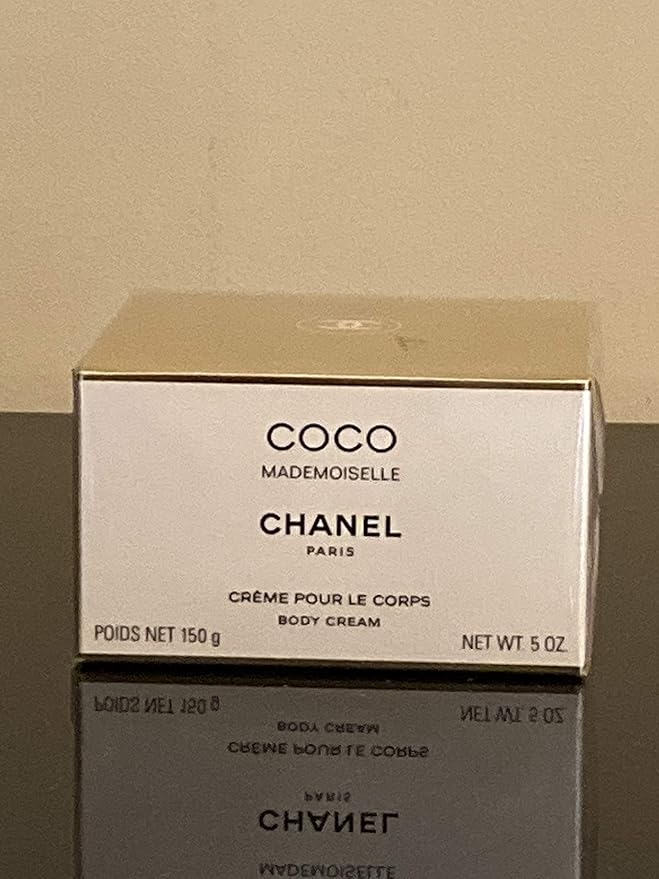 COCO
MADEMOISELLE
CHANEL
PARIS
CRÈME POUR LE CORPS
BODY CREAM
POIDS NET 150 g
NET WT. 5 OZ.